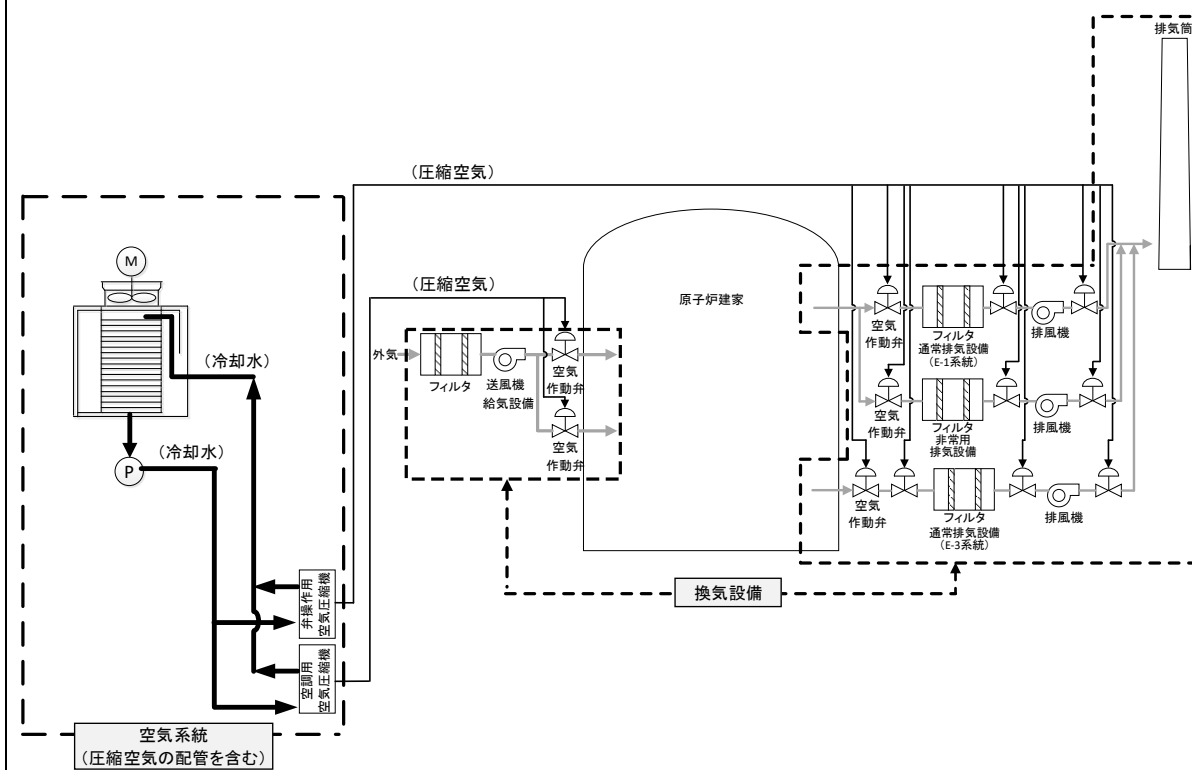 排気筒
（圧縮空気）
（圧縮空気）
M
（冷却水）
（冷却水）
P
弁操作用
空気圧縮機
空調用
空気圧縮機
空気系統
（圧縮空気の配管を含む）
外気
フィルタ
送風機
給気設備
空気
作動弁
空気
作動弁
原子炉建家
空気
作動弁
フィルタ
通常排気設備
（E-1系統）
排風機
空気
作動弁
フィルタ
非常用
排気設備
排風機
空気
作動弁
フィルタ
通常排気設備
（E-3系統）
排風機
換気設備